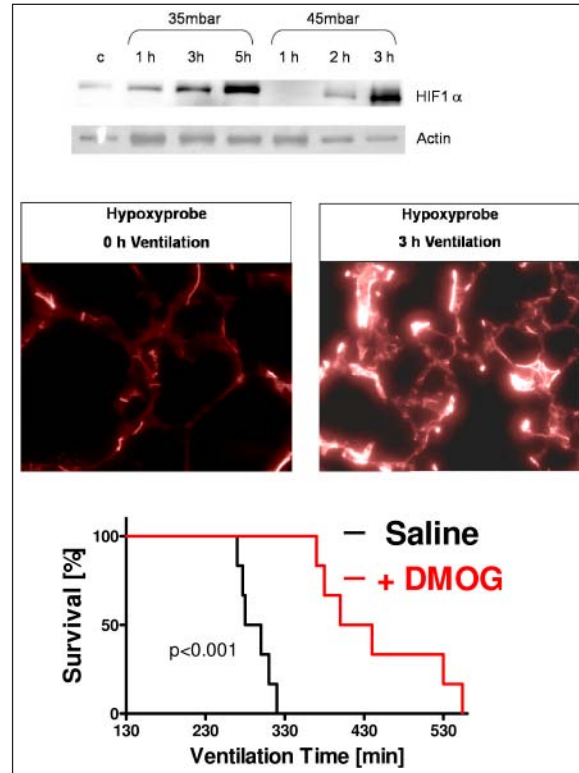 35mbar 45mbar
c 1 h 3h 5h 1 h 2 h 3 h
HIF1 α
Actin
Hypoxyprobe
0 h Ventilation
Hypoxyprobe
3 h Ventilation
Survival [%]
100
50
0
Saline
+ DMOG
p<0.001
130 230 330 430 530
Ventilation Time [min]